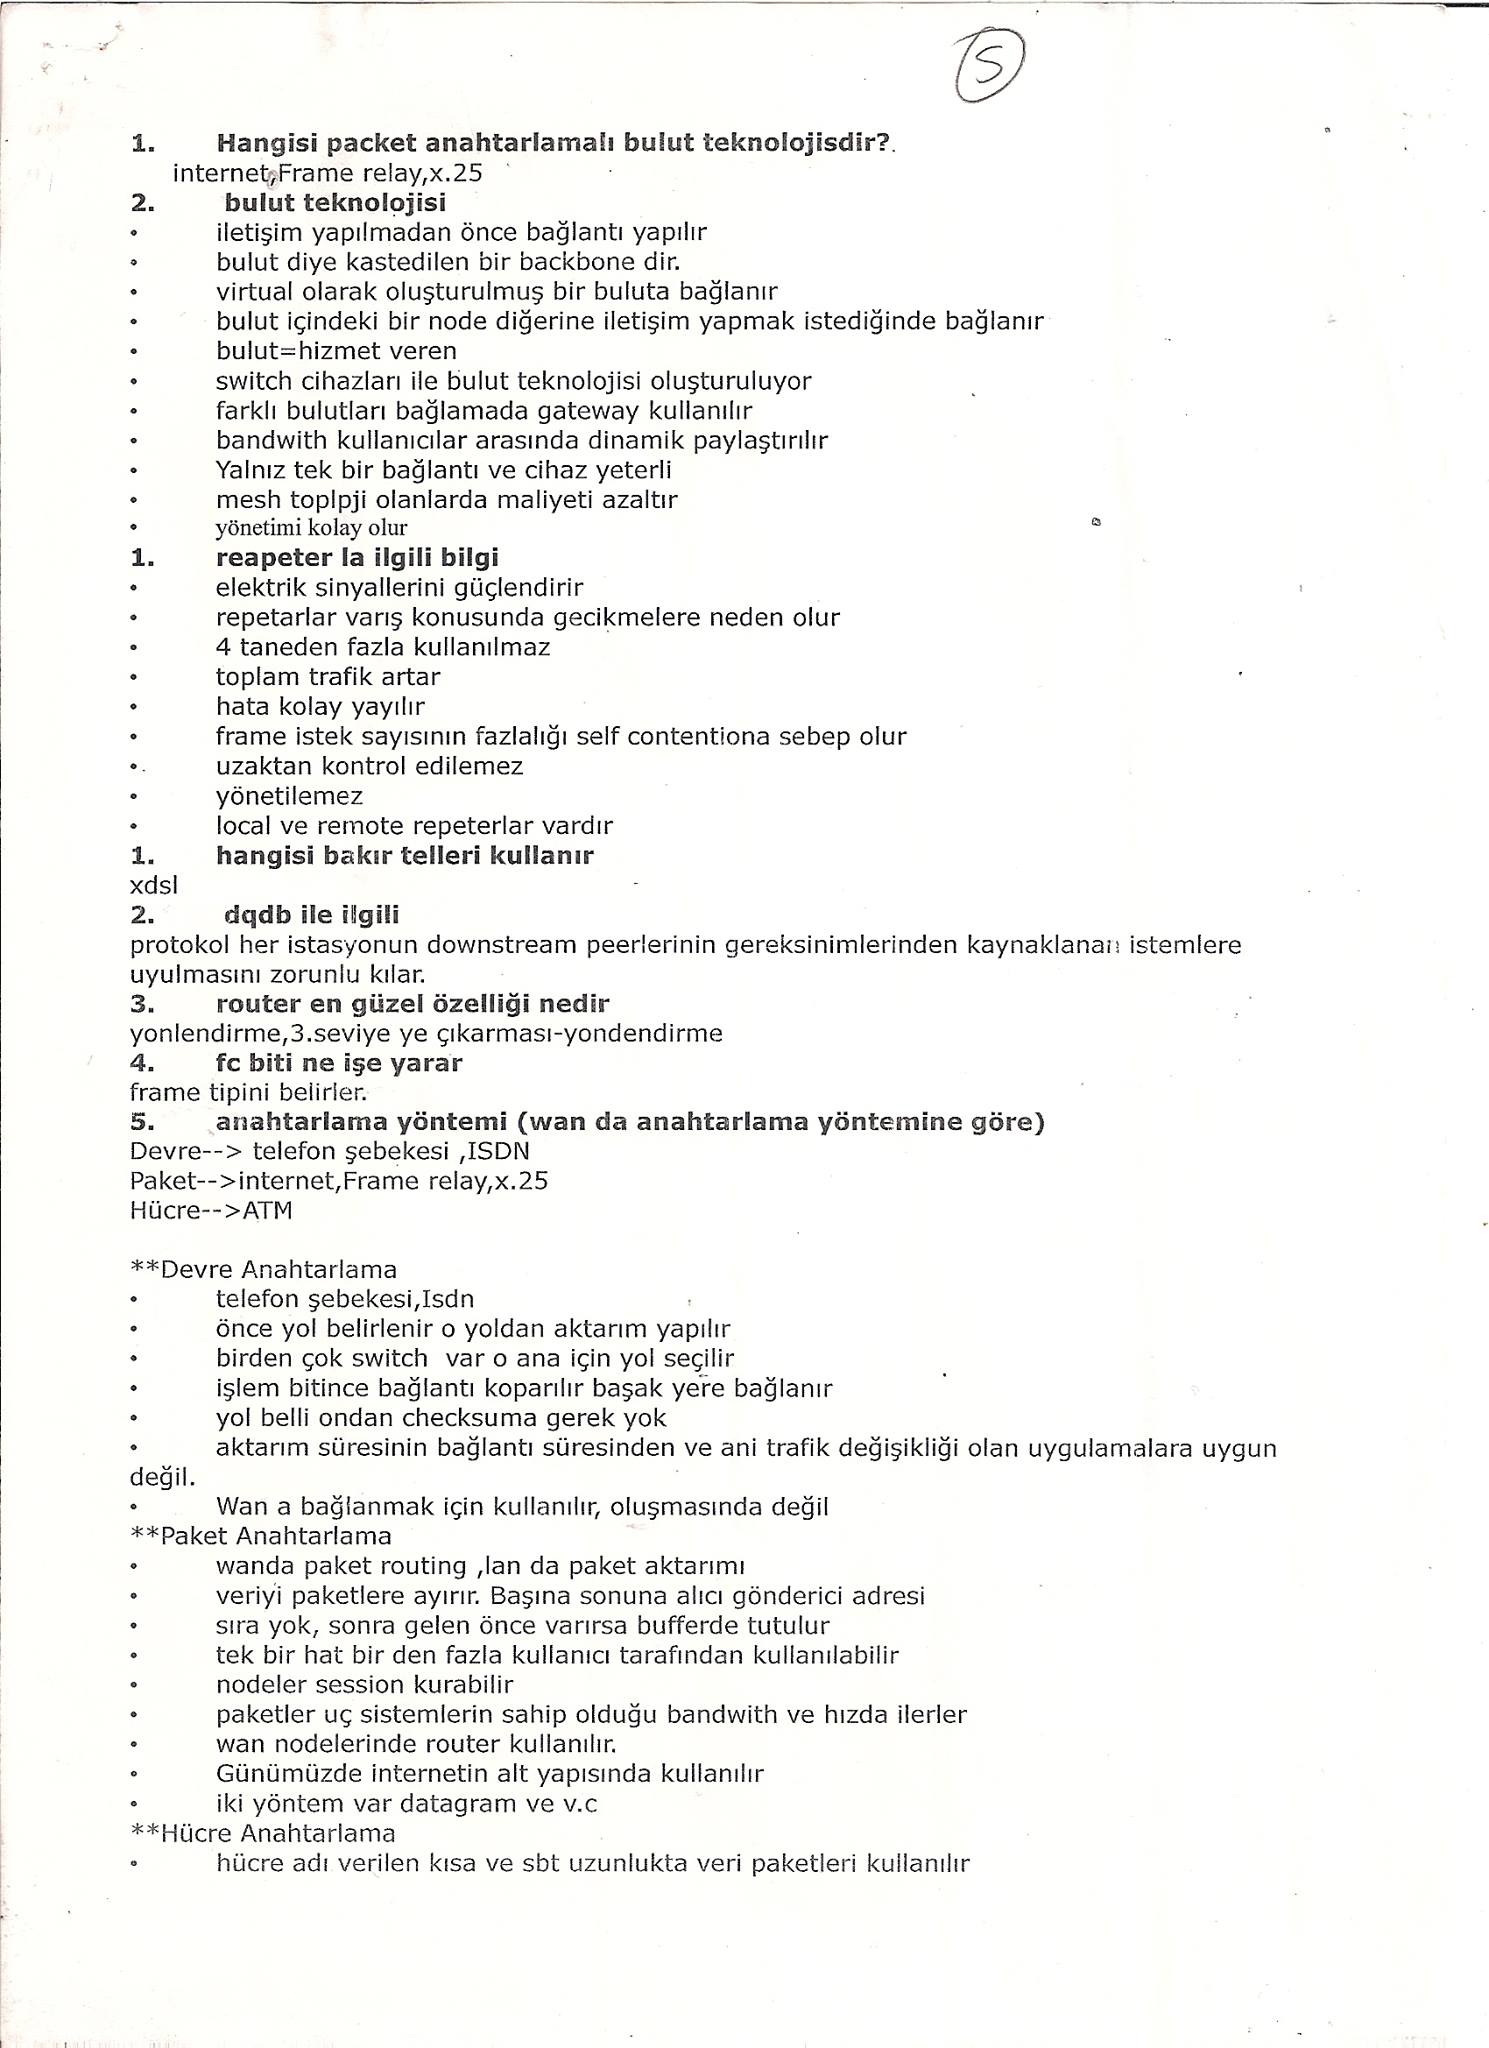 5
1. Hangisi packet anahtarlamalı bulut teknolojisdir?.
internet,Frame relay,x.25
2. bulut teknolojisi
• iletişim yapılmadan önce bağlantı yapılır
• bulut diye kastedilen bir backbone dir.
• virtual olarak oluşturulmuş bir buluta bağlanır
• bulut içindeki bir node diğerine iletişim yapmak istediğinde bağlanır
• bulut=hizmet veren
• switch cihazları ile bulut teknolojisi oluşturuluyor
• farklı bulutları bağlamada gateway kullanılır
• bandwith kullanıcılar arasında dinamik paylaştırılır
• Yalnız tek bir bağlantı ve cihaz yeterli
• mesh toplpji olanlarda maliyeti azaltır
• yönetimi kolay olur
1. reapeter la ilgili bilgi
• elektrik sinyallerini güçlendirir
• repetarlar varış konusunda gecikmelere neden olur
• 4 taneden fazla kullanılmaz
• toplam trafik artar
• hata kolay yayılır
• frame istek sayısının fazlalığı self contentiona sebep olur
• uzaktan kontrol edilemez
• yönetilemez
• local ve remote repeterlar vardır
1. hangisi bakır telleri kullanır
xdsl
2. dqdb ile ilgili
protokol her istasyonun downstream peerlerinin gereksinimlerinden kaynaklanan istemlere
uyulmasını zorunlu kılar.
3. router en güzel özelliği nedir
yonlendirme,3.seviye ye çıkarması-yondendirme
4. fc biti ne işe yarar
frame tipini belirler.
5. anahtarlama yöntemi (wan da anahtarlama yöntemine göre)
Devre--> telefon şebekesi ,ISDN
Paket-->internet,Frame relay,x.25
Hücre-->ATM
**Devre Anahtarlama
• telefon şebekesi,Isdn
• önce yol belirlenir o yoldan aktarım yapılır
• birden çok switch var o ana için yol seçilir
• işlem bitince bağlantı koparılır başak yere bağlanır
• yol belli ondan checksuma gerek yok
• aktarım süresinin bağlantı süresinden ve ani trafik değişikliği olan uygulamalara uygun
değil.
• Wan a bağlanmak için kullanılır, oluşmasında değil
**Paket Anahtarlama
• wanda paket routing ,lan da paket aktarımı
• veriyi paketlere ayırır. Başına sonuna alıcı gönderici adresi
• sıra yok, sonra gelen önce varırsa bufferde tutulur
• tek bir hat bir den fazla kullanıcı tarafından kullanılabilir
• nodeler session kurabilir
• paketler uç sistemlerin sahip olduğu bandwith ve hızda ilerler
• wan nodelerinde router kullanılır.
• Günümüzde internetin alt yapısında kullanılır
• iki yöntem var datagram ve v.c
**Hücre Anahtarlama
• hücre adı verilen kısa ve sbt uzunlukta veri paketleri kullanılır